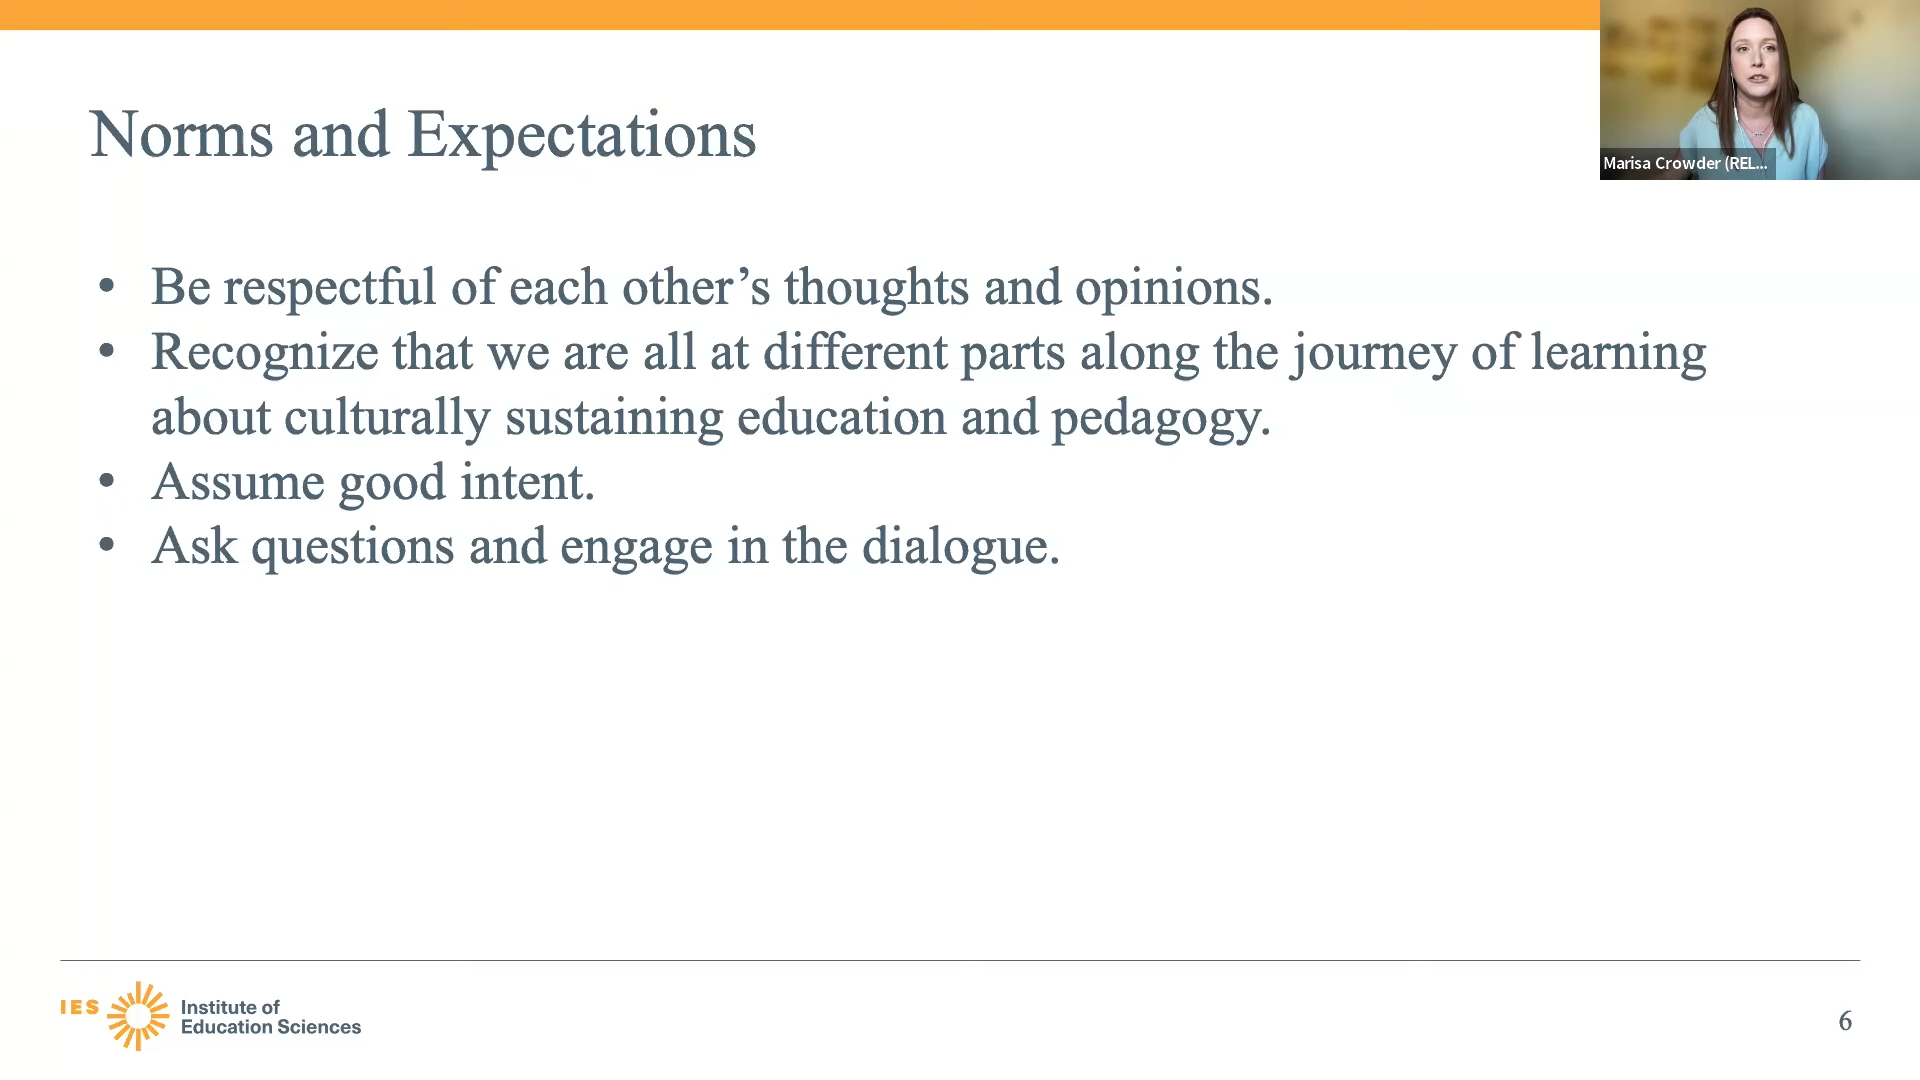 Norms and Expectations
Marisa Crowder (REL...
• Be respectful of each other’s thoughts and opinions.
• Recognize that we are all at different parts along the journey of learning
about culturally sustaining education and pedagogy.
• Assume good intent.
• Ask questions and engage in the dialogue.
IES
Institute of
Education Sciences
6